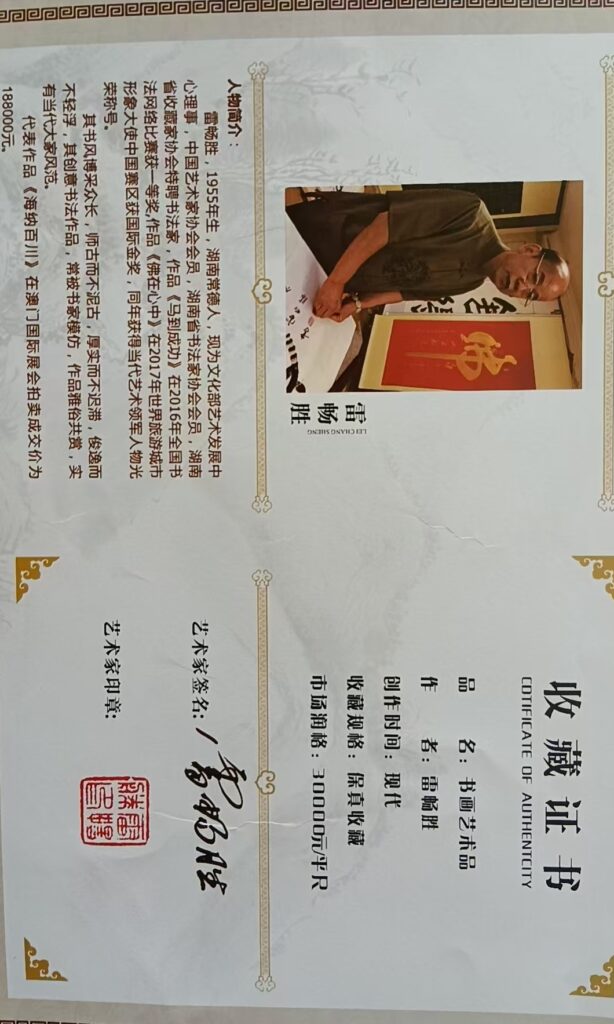 雷畅胜
LEI CHANG SHENG
人物简介：
雷畅胜，1955年生，湖南常德人，现为文化部艺术发展中
心理事，中国艺术家协会会员，湖南省书法家协会会员，湖南
省收藏家协会特聘书法家，作品《马到成功》在2016年全国书
法网络比赛获一等奖,作品《佛在心中》在2017年世界旅游城市
形象大使中国赛区获国际金奖，同年获得当代艺术领军人物光
荣称号。
其书风博采众长，师古而不泥古，厚实而不迟滞，俊逸而
不轻浮，其创意书法作品，常被书家模仿，作品雅俗共赏，实
有当代大家风范。
代表作品《海纳百川》在澳门国际展会拍卖成交价为
188000元。
佛
收藏证书
COTIFICATE OF AUTHENTCITY
品 名：书画艺术品
作 者：雷畅胜
创作时间：现代
收藏规格：保真收藏
市场润格：30000元/平尺
艺术家签名：雷畅胜
艺术家印章：